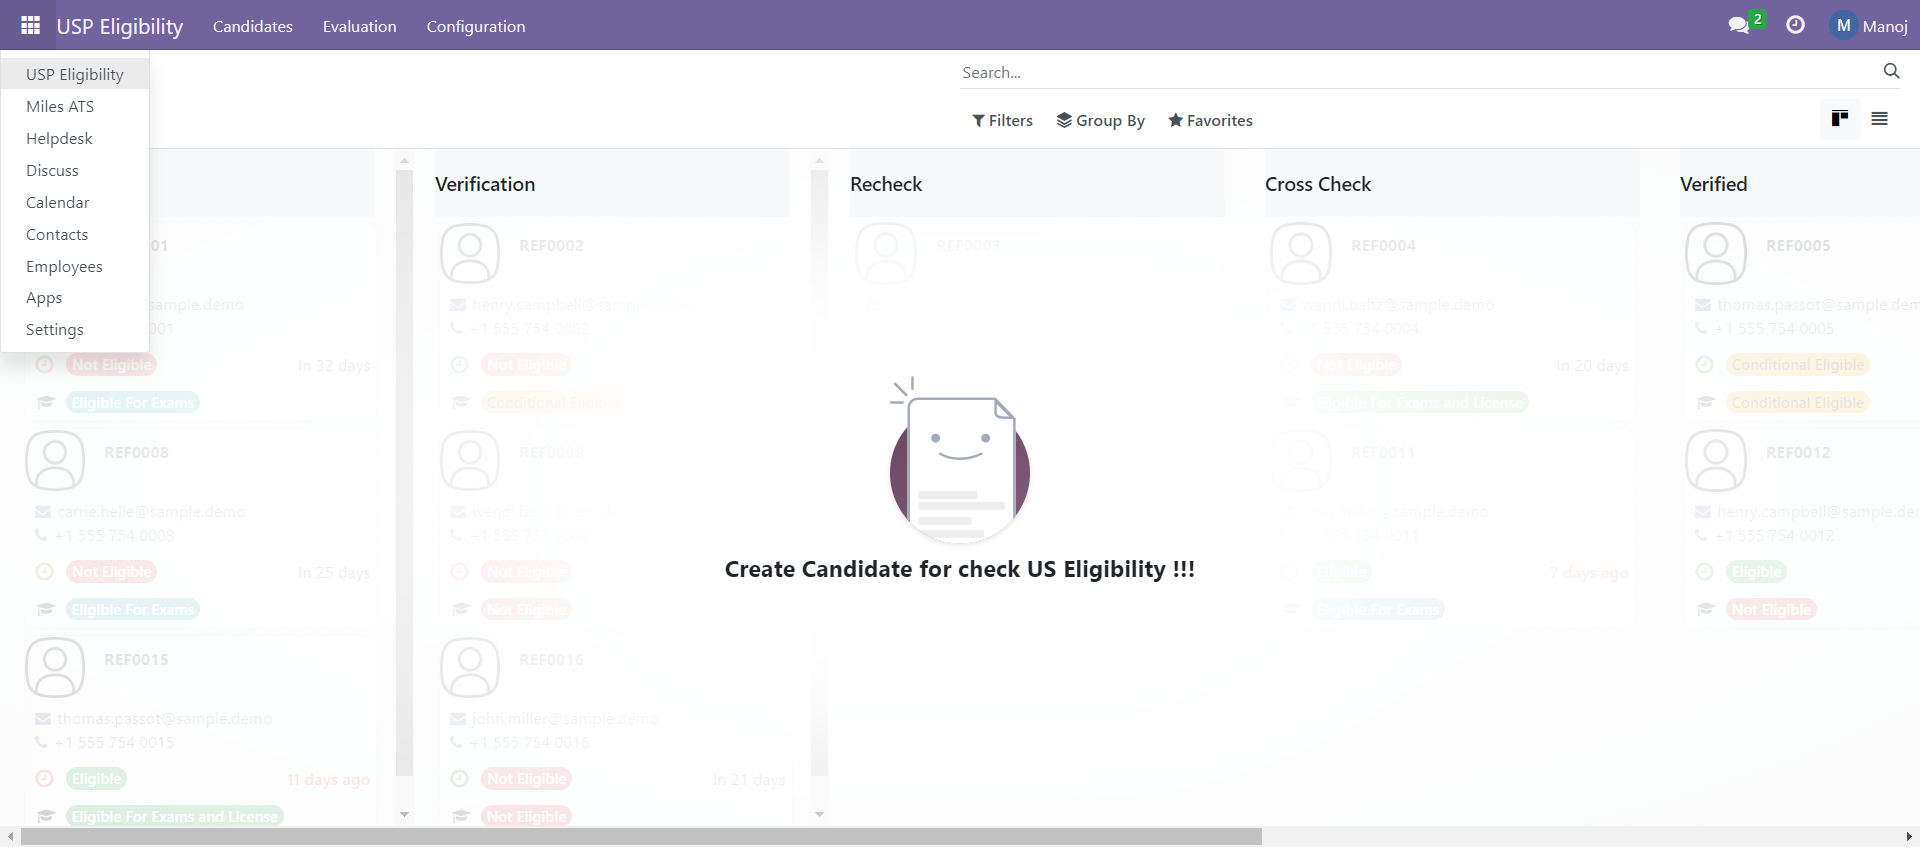 USP Eligibility Candidates Evaluation Configuration 2 M Manoj
USP Eligibility
Miles ATS
Helpdesk
Discuss
Calendar
Contacts
Employees
Apps
Settings
Search...
Filters Group By Favorites
Verification
Recheck
Cross Check
Verified
01
sample.demo
001
Not Eligible In 32 days
Eligible For Exams
REF0008
carrie.helle@sample.demo
+1 555 754 0008
Not Eligible In 25 days
Eligible For Exams
REF0015
thomas.passot@sample.demo
+1 555 754 0015
Eligible 11 days ago
Eligible For Exams and License
REF0002
henry.campbell@sample.demo
+1 555 754 0002
Not Eligible
Conditional Eligible
REF0009
+1 555 754 0009
Not Eligible
Not Eligible
REF0016
john.miller@sample.demo
+1 555 754 0016
Not Eligible In 21 days
Not Eligible
REF0003
Create Candidate for check US Eligibility !!!
REF0004
wendi.baltz@sample.demo
+1 555 754 0004
Not Eligible In 20 days
Eligible For Exams and License
REF0011
+1 555 754 0011
Eligible 7 days ago
Eligible For Exams
REF0005
thomas.passot@sample.dem
+1 555 754 0005
Conditional Eligible
Conditional Eligible
REF0012
henry.campbell@sample.der
+1 555 754 0012
Eligible
Not Eligible